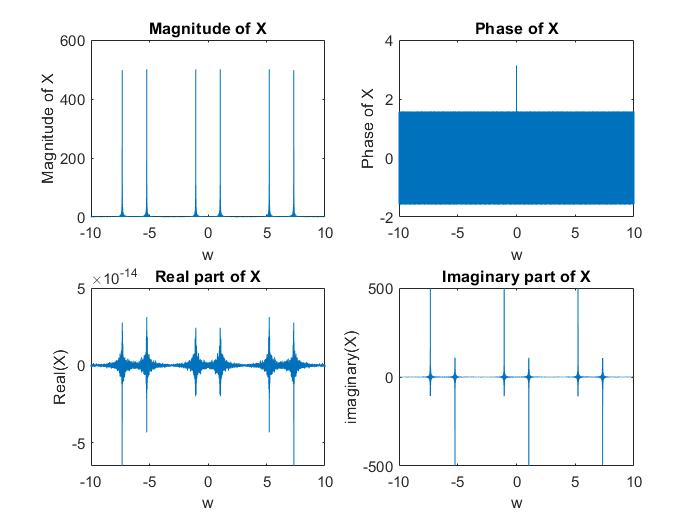 Magnitude of X
Magnitude of X
600
400
200
0
-10 -5 0 5 10
w
Phase of X
Phase of X
4
2
0
-2
-10 -5 0 5 10
w
×10^-14 Real part of X
Real(X)
5
0
-5
-10 -5 0 5 10
w
Imaginary part of X
imaginary(X)
500
0
-500
-10 -5 0 5 10
w